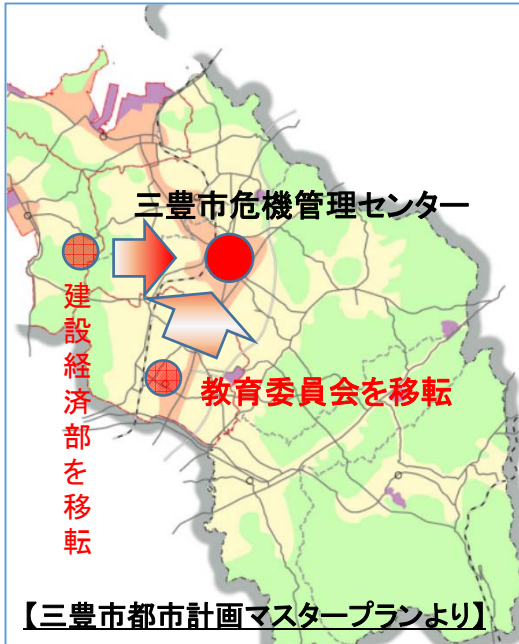 三豊市危機管理センター
建設経済部を移転
教育委員会を移転
【三豊市都市計画マスタープランより】